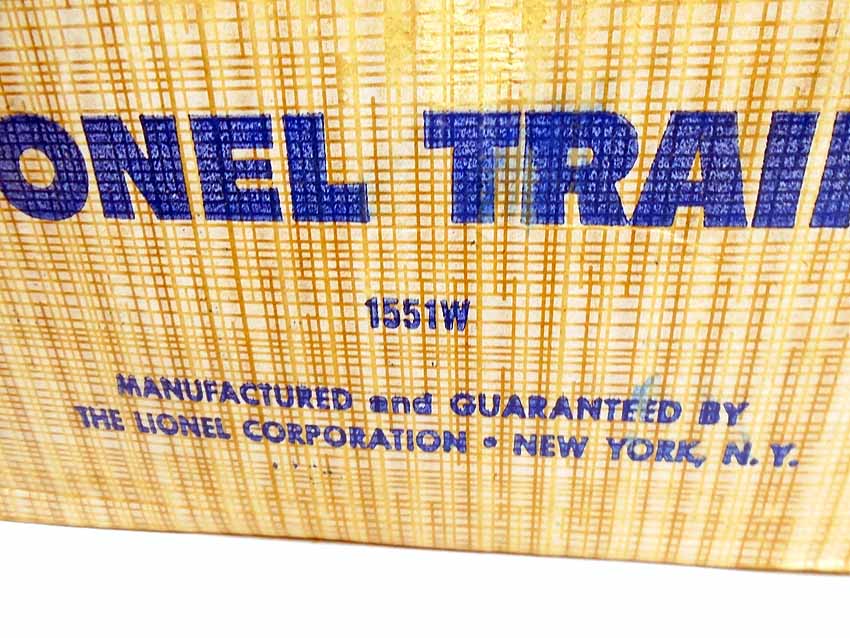 ONEL TRAI
1551W
MANUFACTURED and GUARANTEED BY
THE LIONEL CORPORATION • NEW YORK, N. Y.